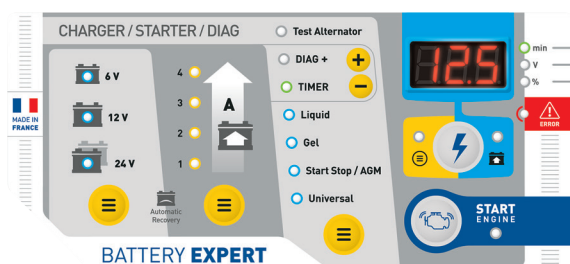 CHARGER / STARTER / DIAG
6 V
12 V
24 V
4
3
2
1
A
Automatic
Recovery
Test Alternator
DIAG +
TIMER
Liquid
Gel
Start Stop / AGM
Universal
12.5
min
V
%
ERROR
START
ENGINE
MADE IN
FRANCE
BATTERY EXPERT